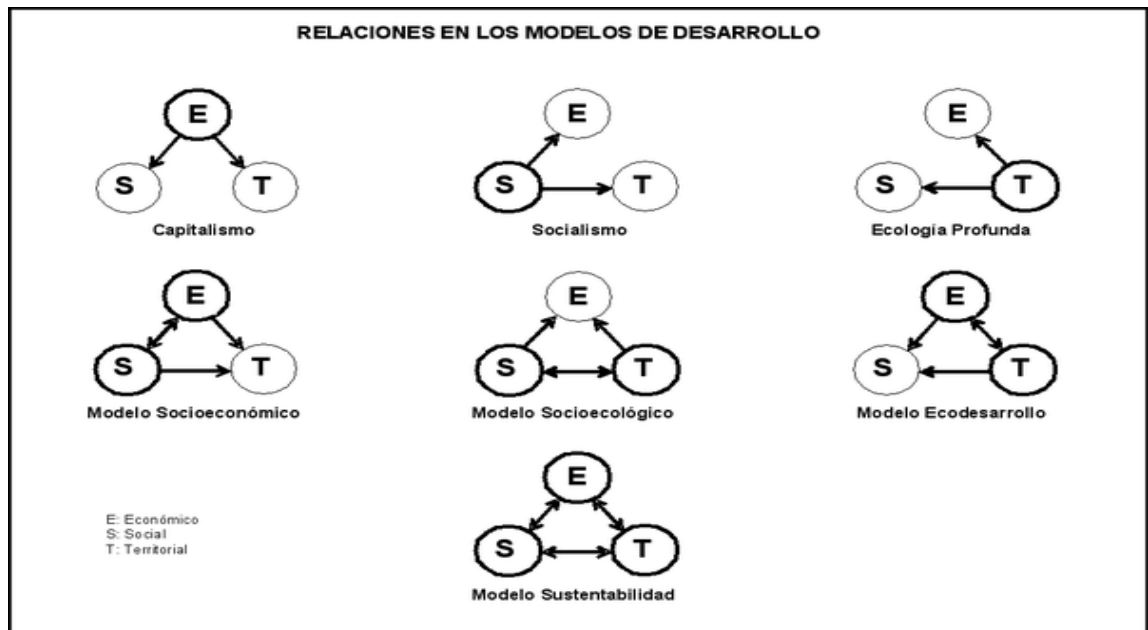 RELACIONES EN LOS MODELOS DE DESARROLLO
E
S
T
Capitalismo
E
S
T
Socialismo
E
S
T
Ecología Profunda
E
S
T
Modelo Socioeconómico
E
S
T
Modelo Socioecológico
E
S
T
Modelo Ecodesarrollo
E
S
T
Modelo Sustentabilidad
E: Económico
S: Social
T: Territorial